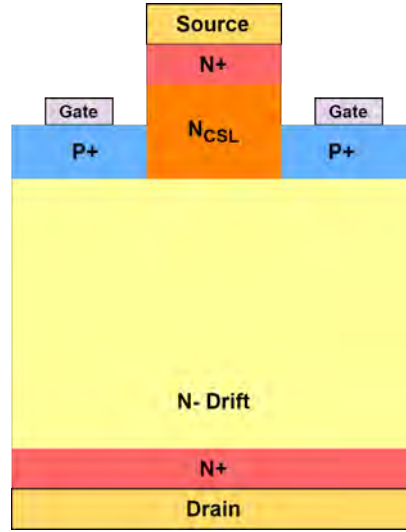 Source
N+
Gate
Gate
N_CSL
P+
P+
N- Drift
N+
Drain